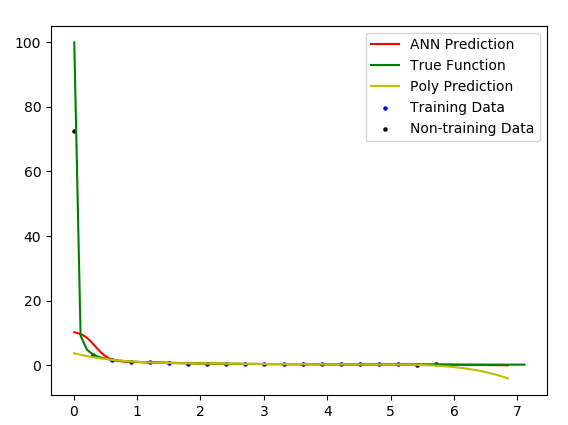 100
80
60
40
20
0
0 1 2 3 4 5 6 7
ANN Prediction
True Function
Poly Prediction
Training Data
Non-training Data